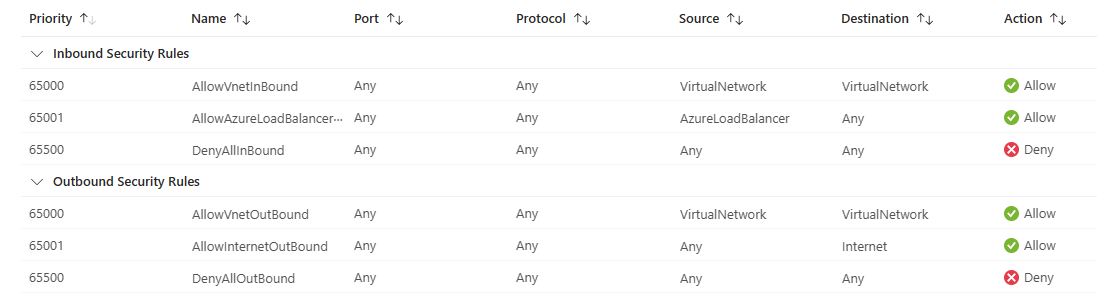 Priority Name Port Protocol Source Destination Action
Inbound Security Rules
65000 AllowVnetInBound Any Any VirtualNetwork VirtualNetwork Allow
65001 AllowAzureLoadBalancer··· Any Any AzureLoadBalancer Any Allow
65500 DenyAllInBound Any Any Any Any Deny
Outbound Security Rules
65000 AllowVnetOutBound Any Any VirtualNetwork VirtualNetwork Allow
65001 AllowInternetOutBound Any Any Any Internet Allow
65500 DenyAllOutBound Any Any Any Any Deny